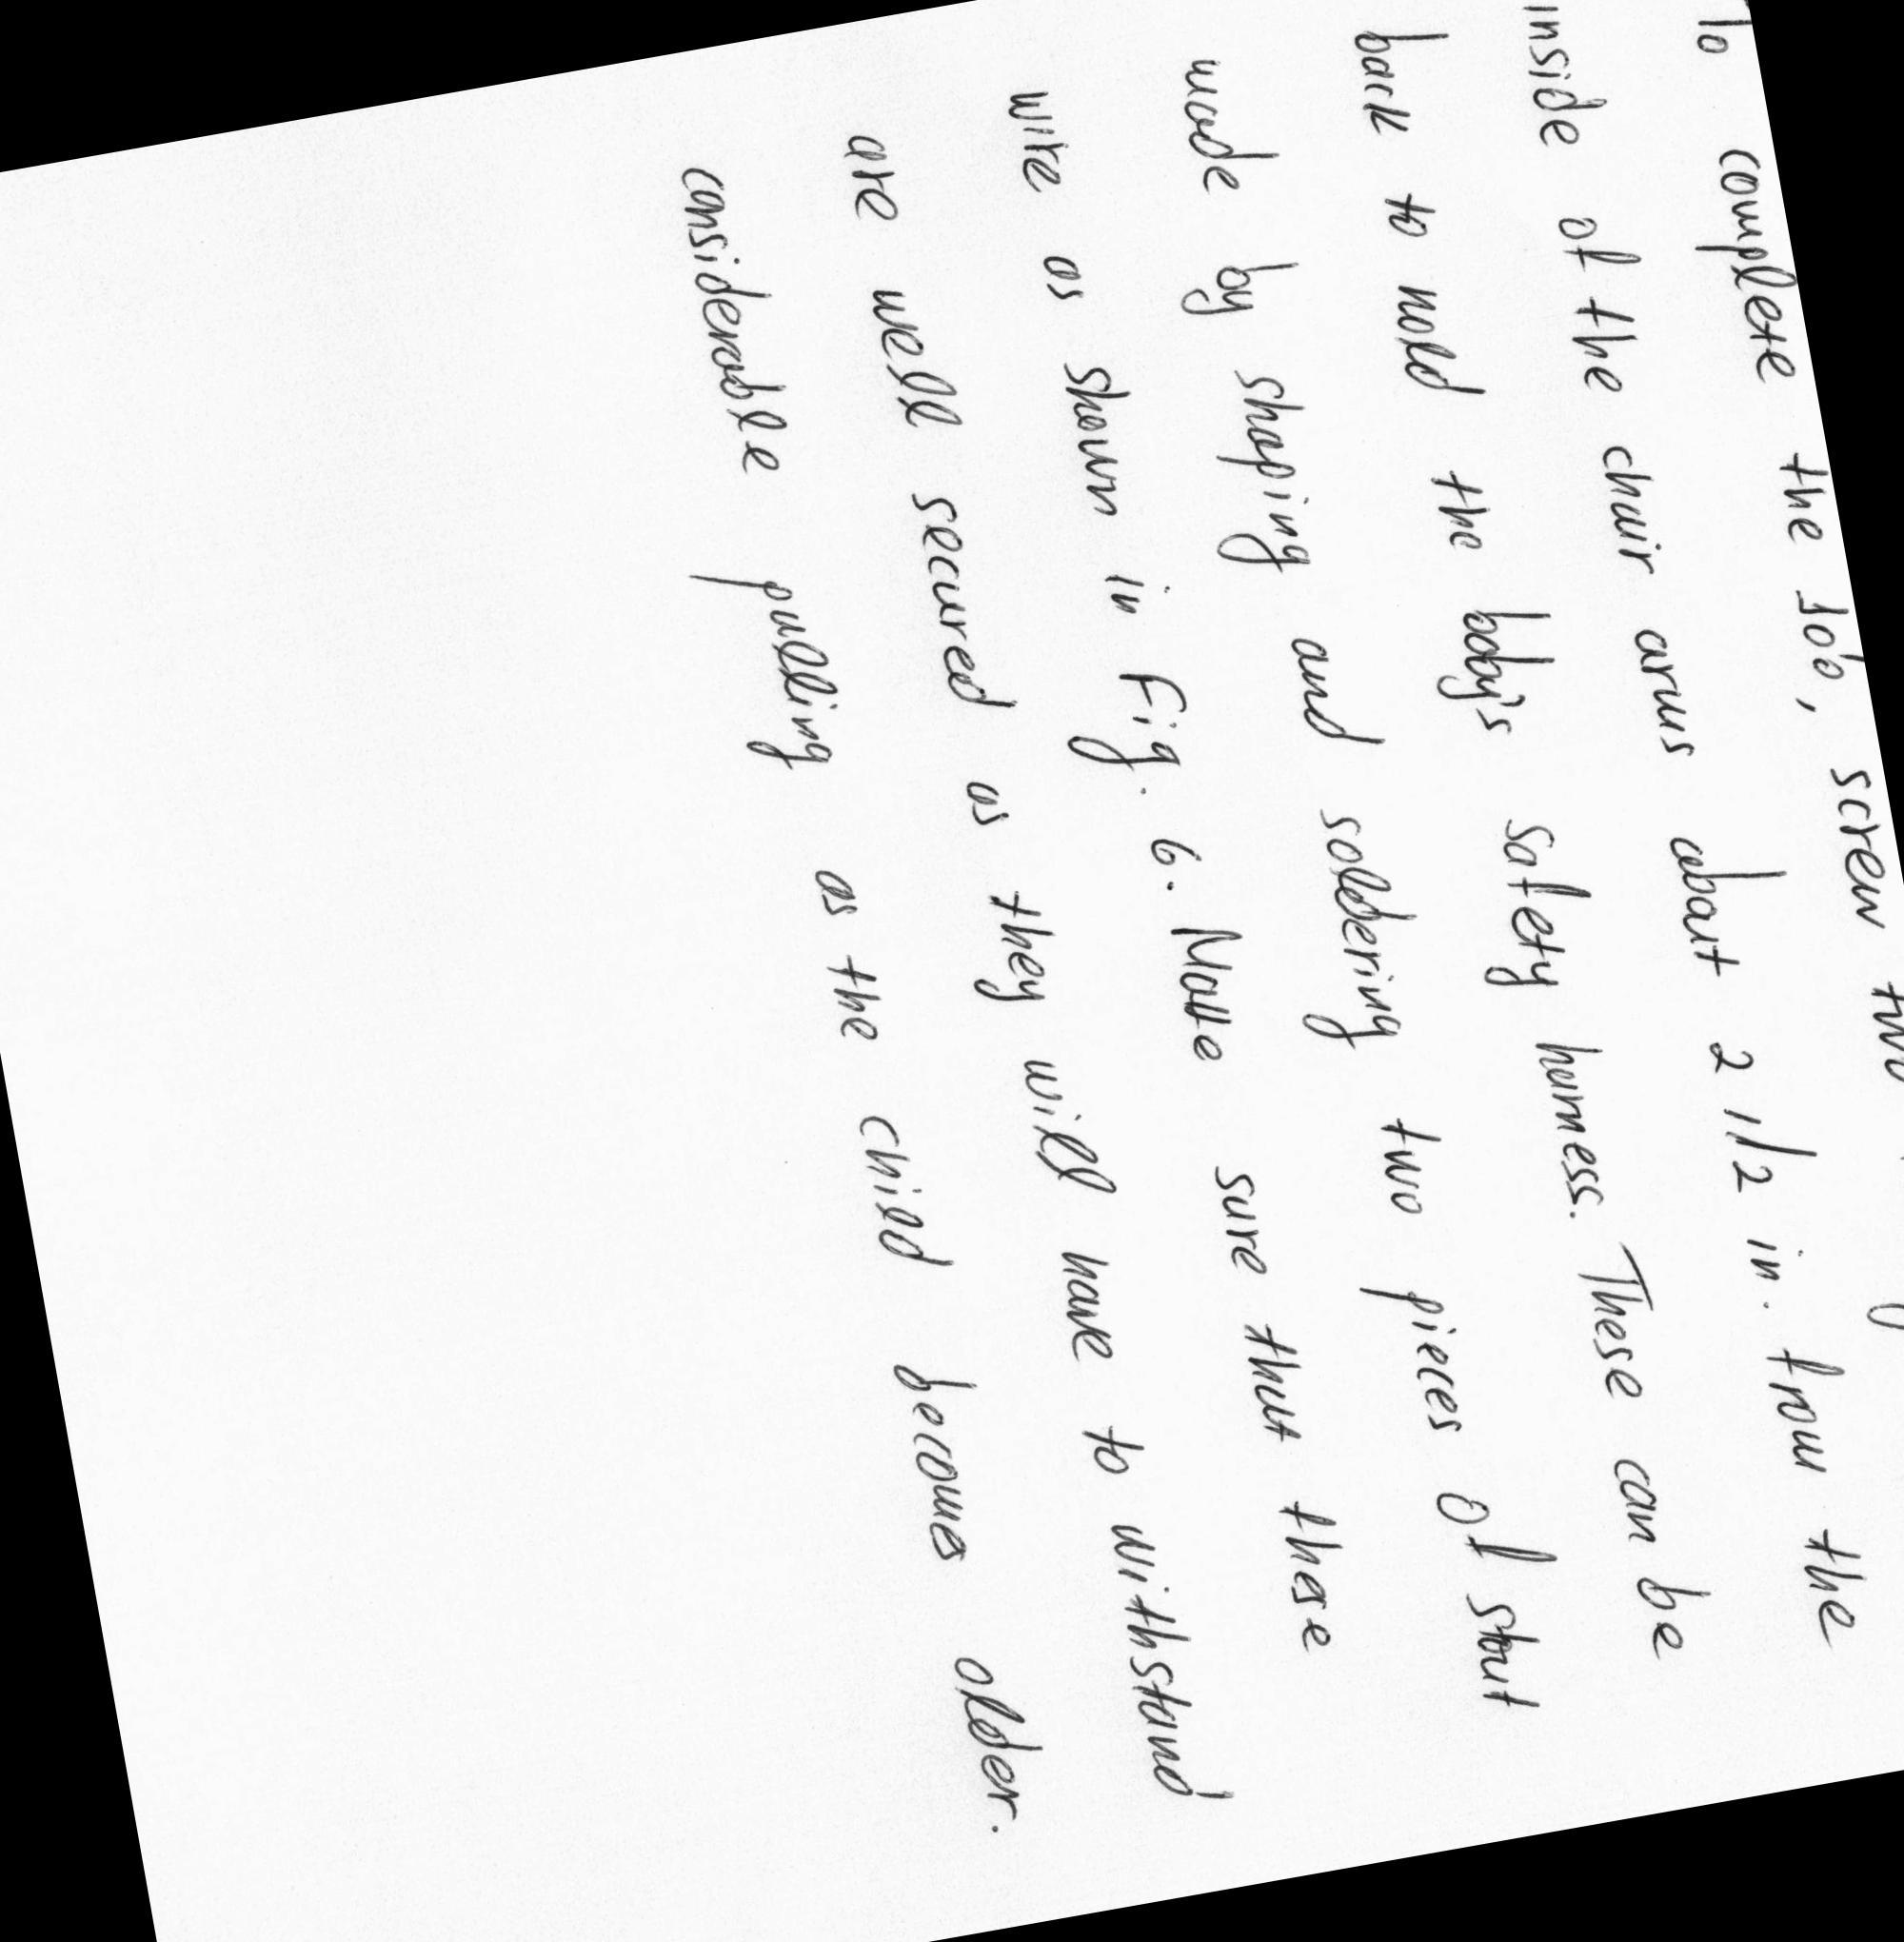 To complete the job, screw two
inside of the chair arms about 2 1/2 in. from the
back to hold the baby's safety harness. These can be
made by shaping and soldering two pieces of stout
wire as shown in Fig. 6. Make sure that these
are well secured as they will have to withstand
considerable pulling as the child becomes older.